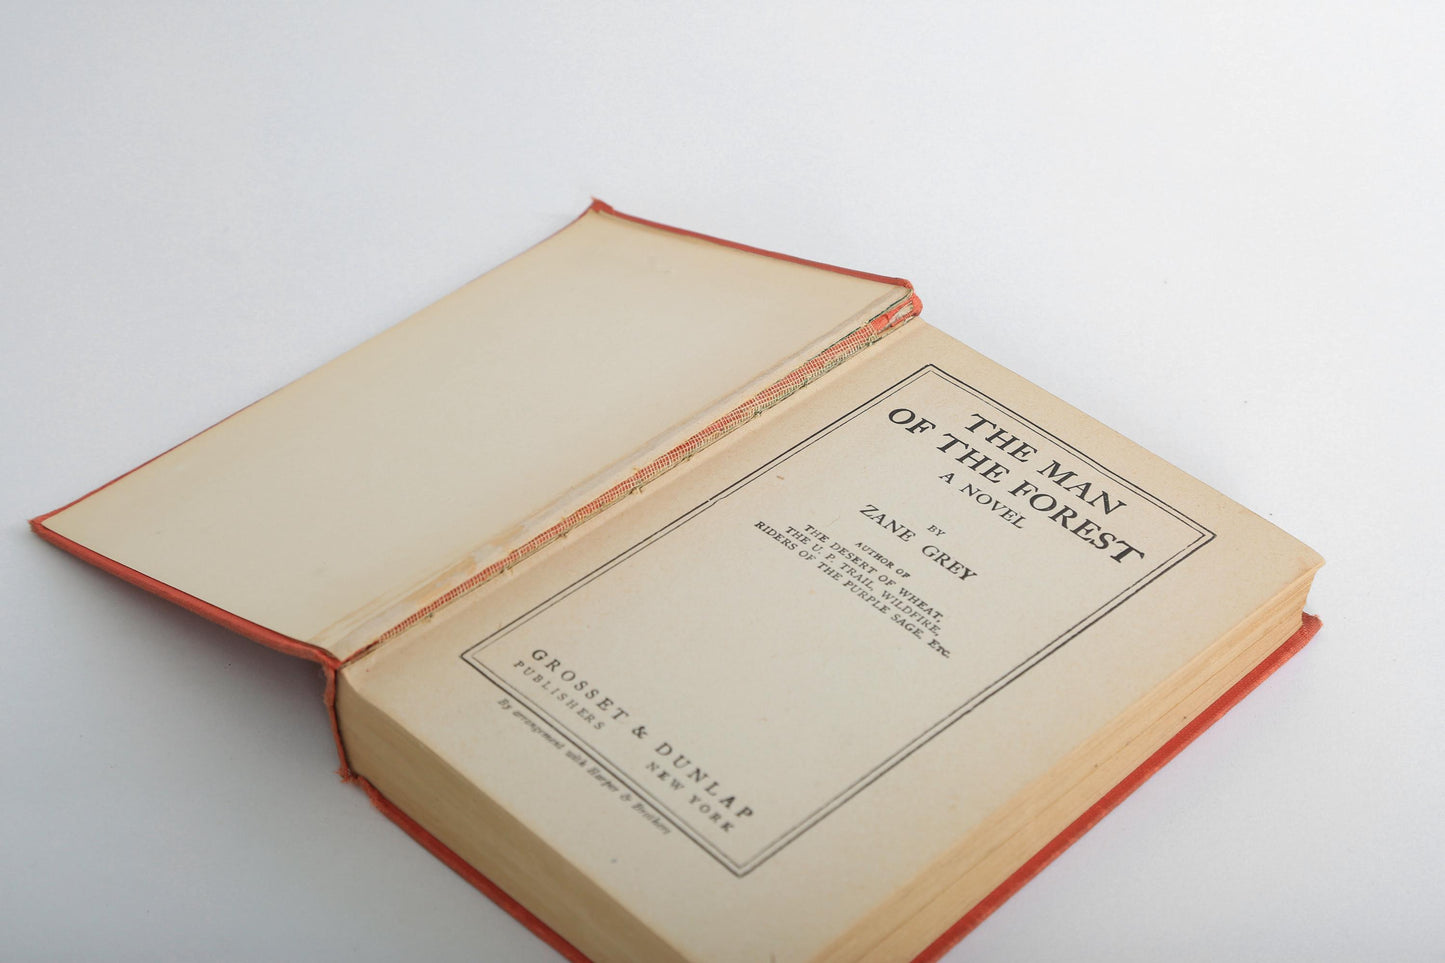 THE MAN
OF THE FOREST
A NOVEL
BY
ZANE GREY
AUTHOR OF
THE DESERT OF WHEAT,
THE U. P. TRAIL, WILDFIRE,
RIDERS OF THE PURPLE SAGE, ETC.
GROSSET & DUNLAP
PUBLISHERS NEW YORK
By arrangement with Harper & Brothers